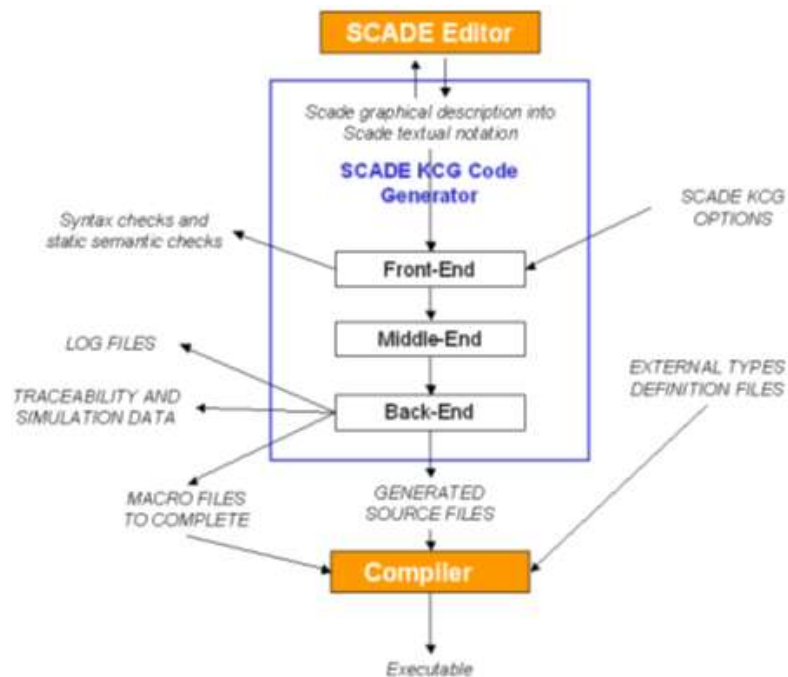 SCADE Editor
Scade graphical description into
Scade textual notation
SCADE KCG Code
Generator
SCADE KCG
OPTIONS
Syntax checks and
static semantic checks
Front-End
Middle-End
LOG FILES
EXTERNAL TYPES
DEFINITION FILES
TRACEABILITY AND
SIMULATION DATA
Back-End
MACRO FILES
TO COMPLETE
GENERATED
SOURCE FILES
Compiler
Executable